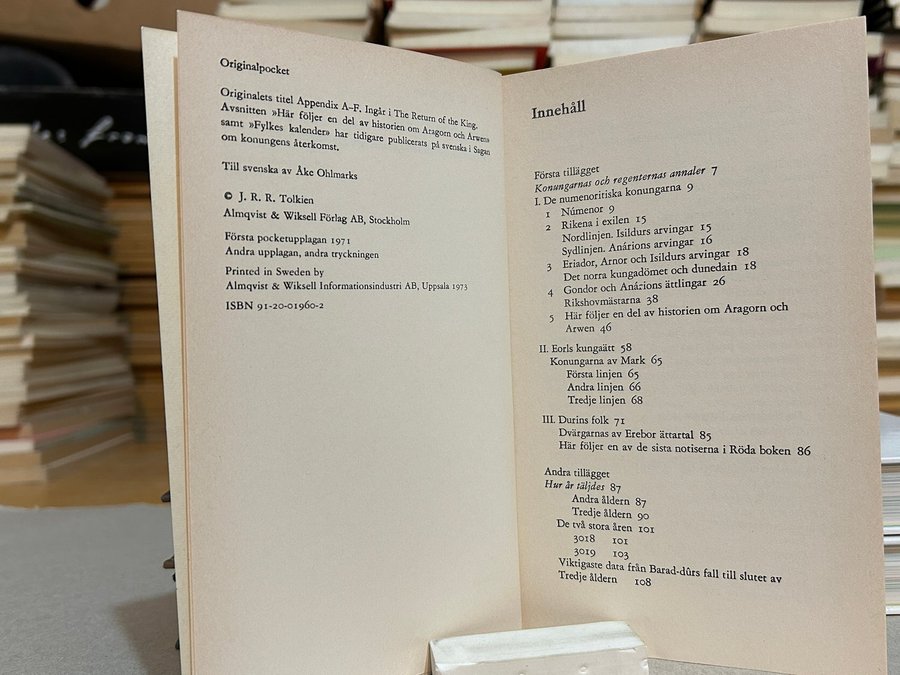 Originalpocket
Originalets titel Appendix A–F. Ingår i The Return of the King.
Avsnitten »Här följer en del av historien om Aragorn och Arwen»
samt »Fylkes kalender» har tidigare publicerats på svenska i Sagan
om konungens återkomst.
Till svenska av Åke Ohlmarks
© J. R. R. Tolkien
Almqvist & Wiksell Förlag AB, Stockholm
Första pocketupplagan 1971
Andra upplagan, andra tryckningen
Printed in Sweden by
Almqvist & Wiksell Informationsindustri AB, Uppsala 1973
ISBN 91-20-01960-2
Innehåll
Första tillägget
Konungarnas och regenternas annaler 7
I. De numenoritiska konungarna 9
1 Númenor 9
2 Rikena i exilen 15
Nordlinjen. Isildurs arvingar 15
Sydlinjen. Anárions arvingar 16
3 Eriador, Arnor och Isildurs arvingar 18
Det norra kungadömet och dunedain 18
4 Gondor och Anárions ättlingar 26
Rikshovmästarna 38
5 Här följer en del av historien om Aragorn och
Arwen 46
II. Eorls kungaätt 58
Konungarna av Mark 65
Första linjen 65
Andra linjen 66
Tredje linjen 68
III. Durins folk 71
Dvärgarnas av Erebor ättartal 85
Här följer en av de sista notiserna i Röda boken 86
Andra tillägget
Hur år täljdes 87
Andra åldern 87
Tredje åldern 90
De två stora åren 101
3018 101
3019 103
Viktigaste data från Barad-dûrs fall till slutet av
Tredje åldern 108